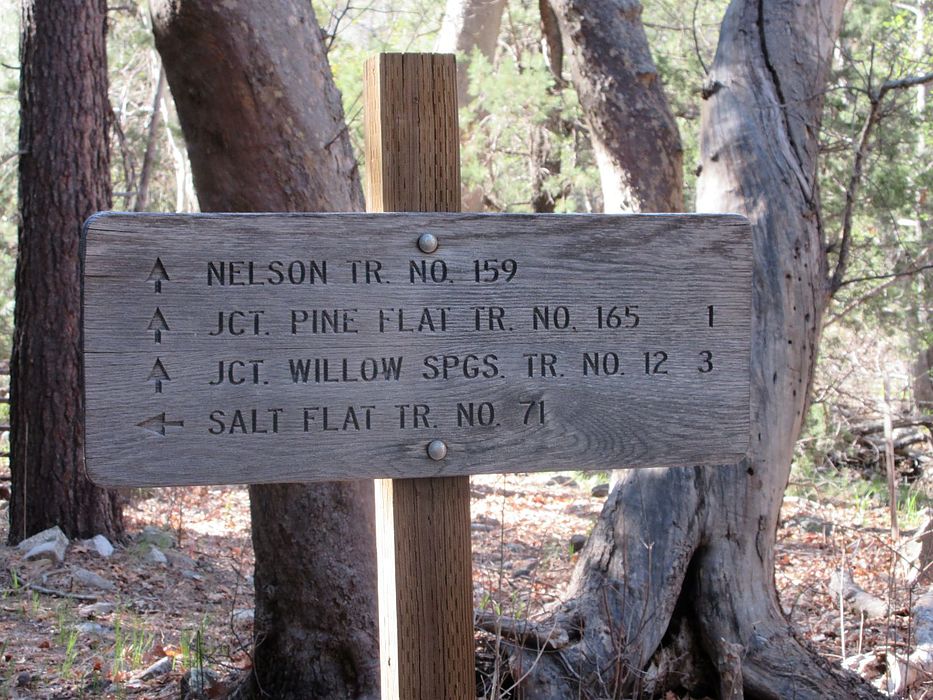 NELSON TR. NO. 159
JCT. PINE FLAT TR. NO. 165 1
JCT. WILLOW SPGS. TR. NO. 12 3
SALT FLAT TR. NO. 71